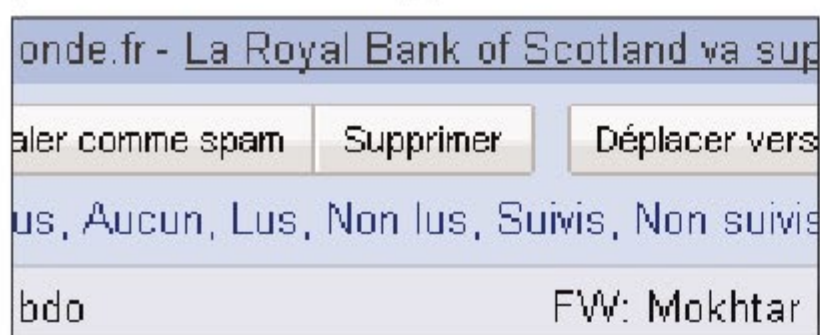 onde.fr - La Royal Bank of Scotland va sup
aler comme spam Supprimer Déplacer vers
us, Aucun, Lus, Non lus, Suivis, Non suivis
bdo FW: Mokhtar